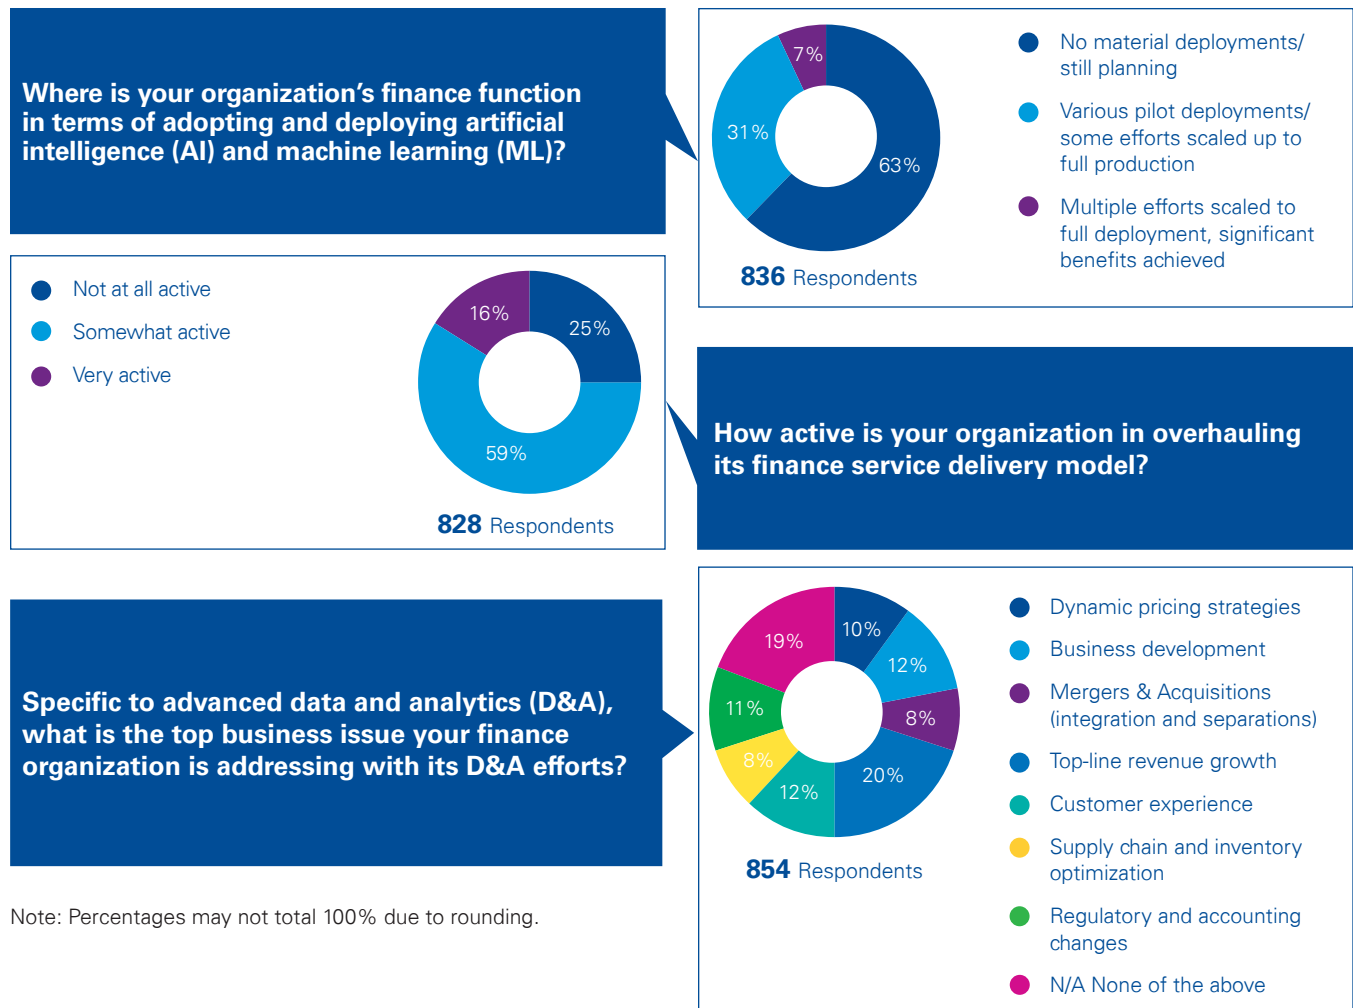 Where is your organization's finance function
in terms of adopting and deploying artificial
intelligence (AI) and machine learning (ML)?
7%
31%
63%
836 Respondents
No material deployments/
still planning
Various pilot deployments/
some efforts scaled up to
full production
Multiple efforts scaled to
full deployment, significant
benefits achieved
Not at all active
Somewhat active
Very active
16%
25%
59%
828 Respondents
How active is your organization in overhauling
its finance service delivery model?
Specific to advanced data and analytics (D&A),
what is the top business issue your finance
organization is addressing with its D&A efforts?
19%
10%
12%
11%
8%
8%
20%
12%
854 Respondents
Dynamic pricing strategies
Business development
Mergers & Acquisitions
(integration and separations)
Top-line revenue growth
Customer experience
Supply chain and inventory
optimization
Regulatory and accounting
changes
N/A None of the above
Note: Percentages may not total 100% due to rounding.